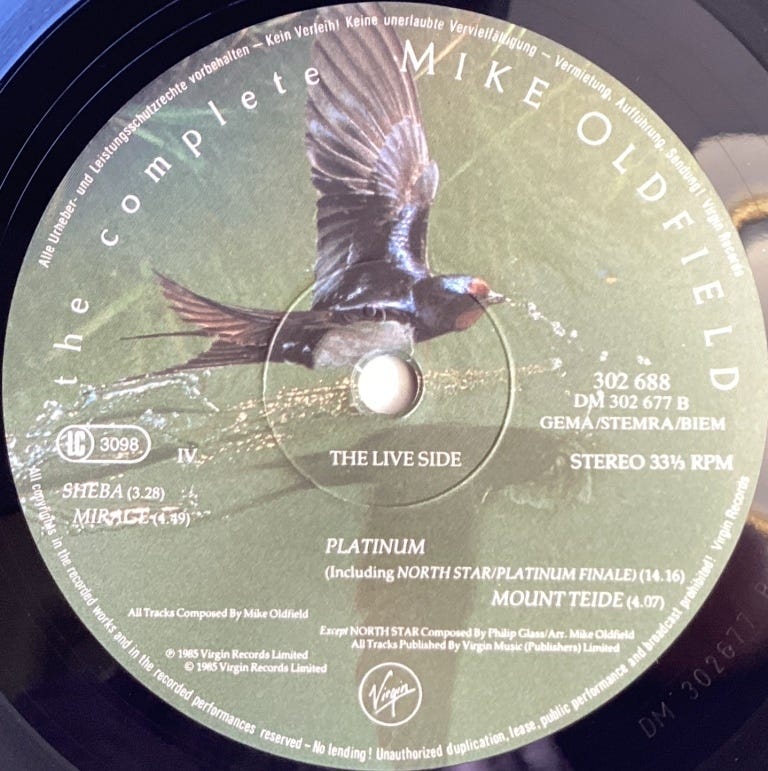 Alle Urheber- und Leistungsschutzrechte vorbehalten – Kein Verleih! Keine unerlaubte Vervielfältigung – Vermietung, Aufführung, Sendung! Virgin Records
the complete MIKE OLDFIELD
302 688
DM 302 677 B
GEMA/STEMRA/BIEM
LC 3098
IV.
THE LIVE SIDE
STEREO 33⅓ RPM
SHEBA (3.28)
MIRAGE (4.49)
PLATINUM
(Including NORTH STAR/PLATINUM FINALE) (14.16)
MOUNT TEIDE (4.07)
All Tracks Composed By Mike Oldfield
Except NORTH STAR Composed By Philip Glass/Arr. Mike Oldfield
All Tracks Published By Virgin Music (Publishers) Limited
℗ 1985 Virgin Records Limited
© 1985 Virgin Records Limited
Virgin
All copyrights in the recorded works and in the recorded performances reserved – No lending! Unauthorized duplication, lease, public performance and broadcast prohibited! Virgin Records
DM 302677 B